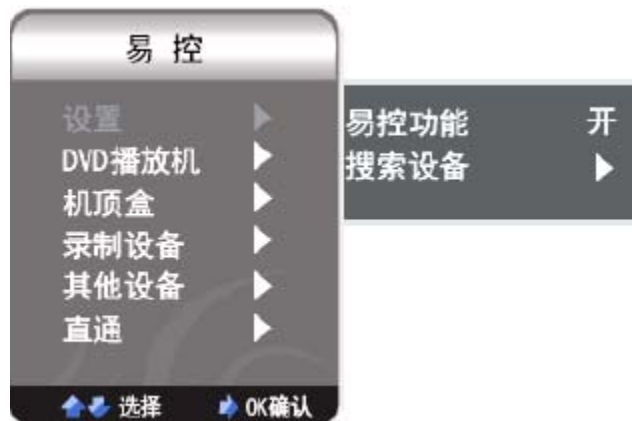 易控
设置
DVD播放机
机顶盒
录制设备
其他设备
直通
选择 OK确认
易控功能 开
搜索设备